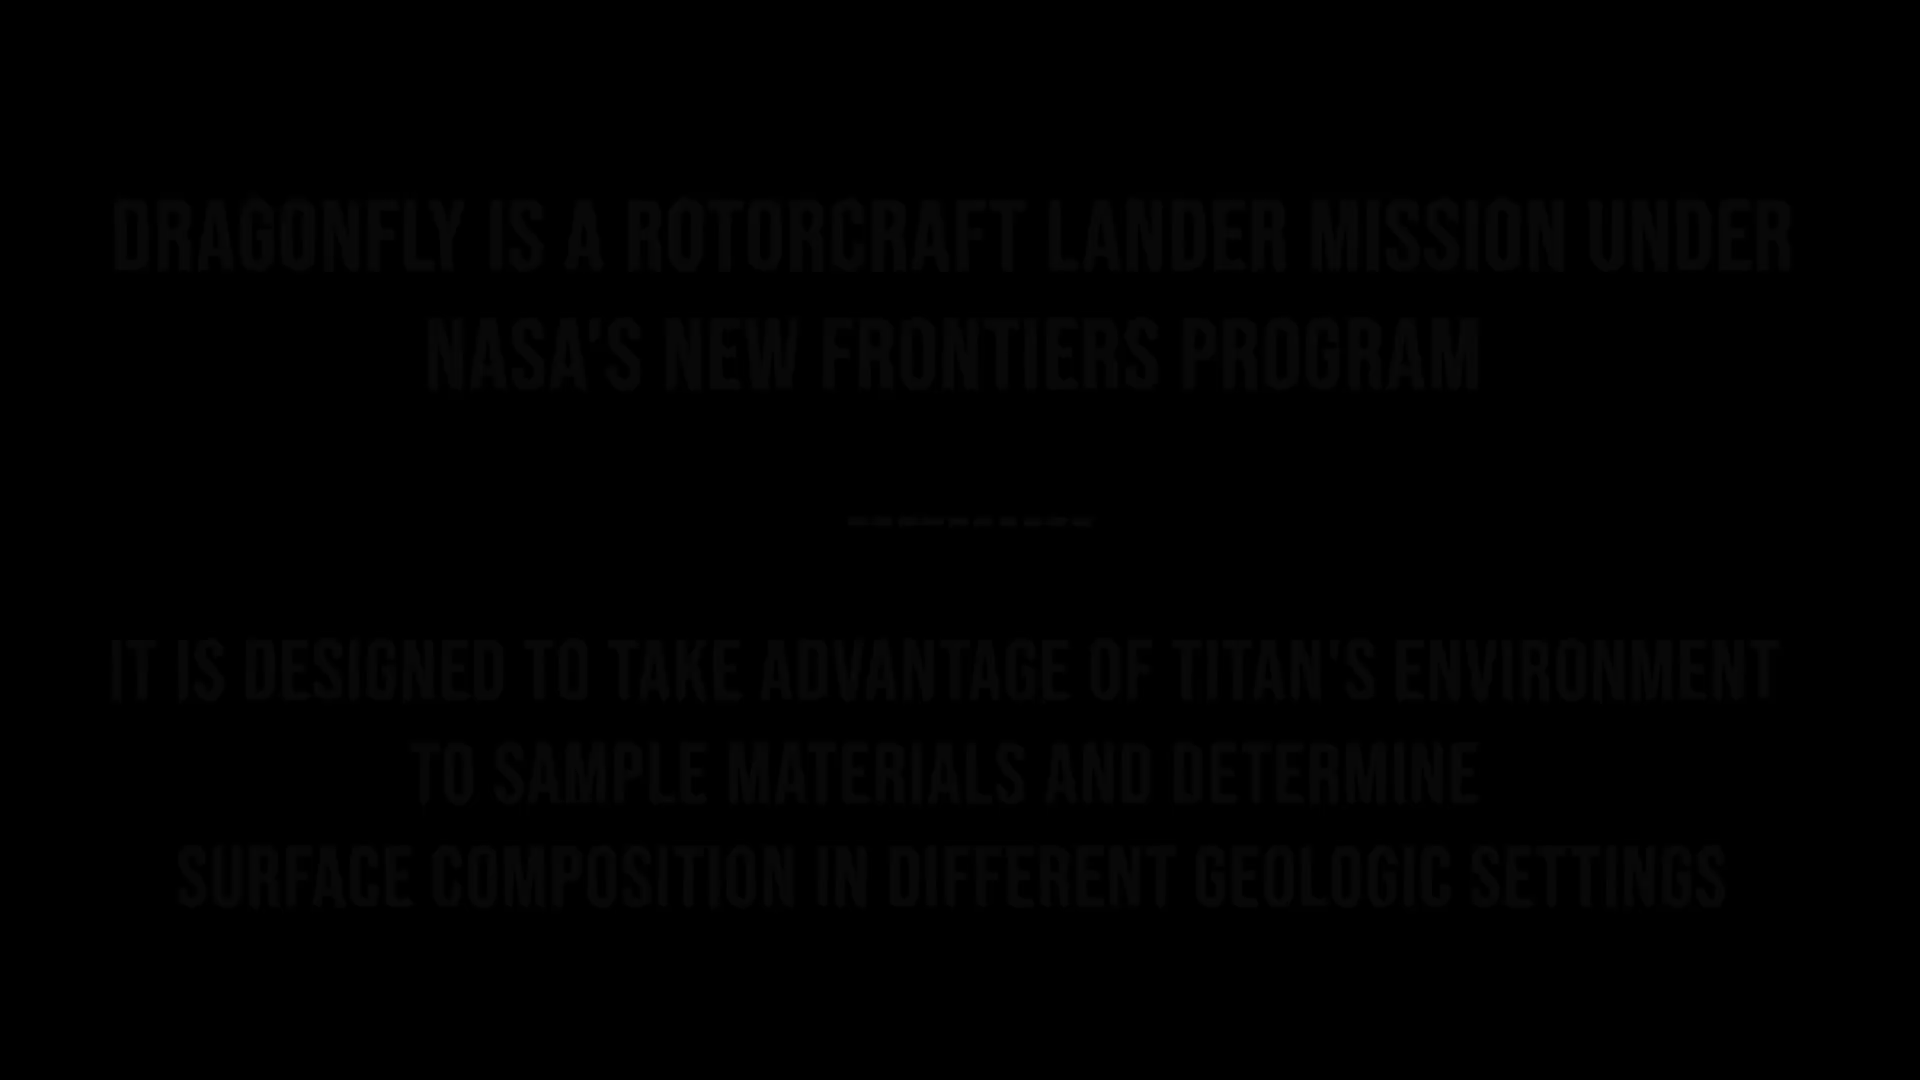 DRAGONFLY IS A ROTORCRAFT LANDER MISSION UNDER
NASA'S NEW FRONTIERS PROGRAM
----------
IT IS DESIGNED TO TAKE ADVANTAGE OF TITAN'S ENVIRONMENT
TO SAMPLE MATERIALS AND DETERMINE
SURFACE COMPOSITION IN DIFFERENT GEOLOGIC SETTINGS